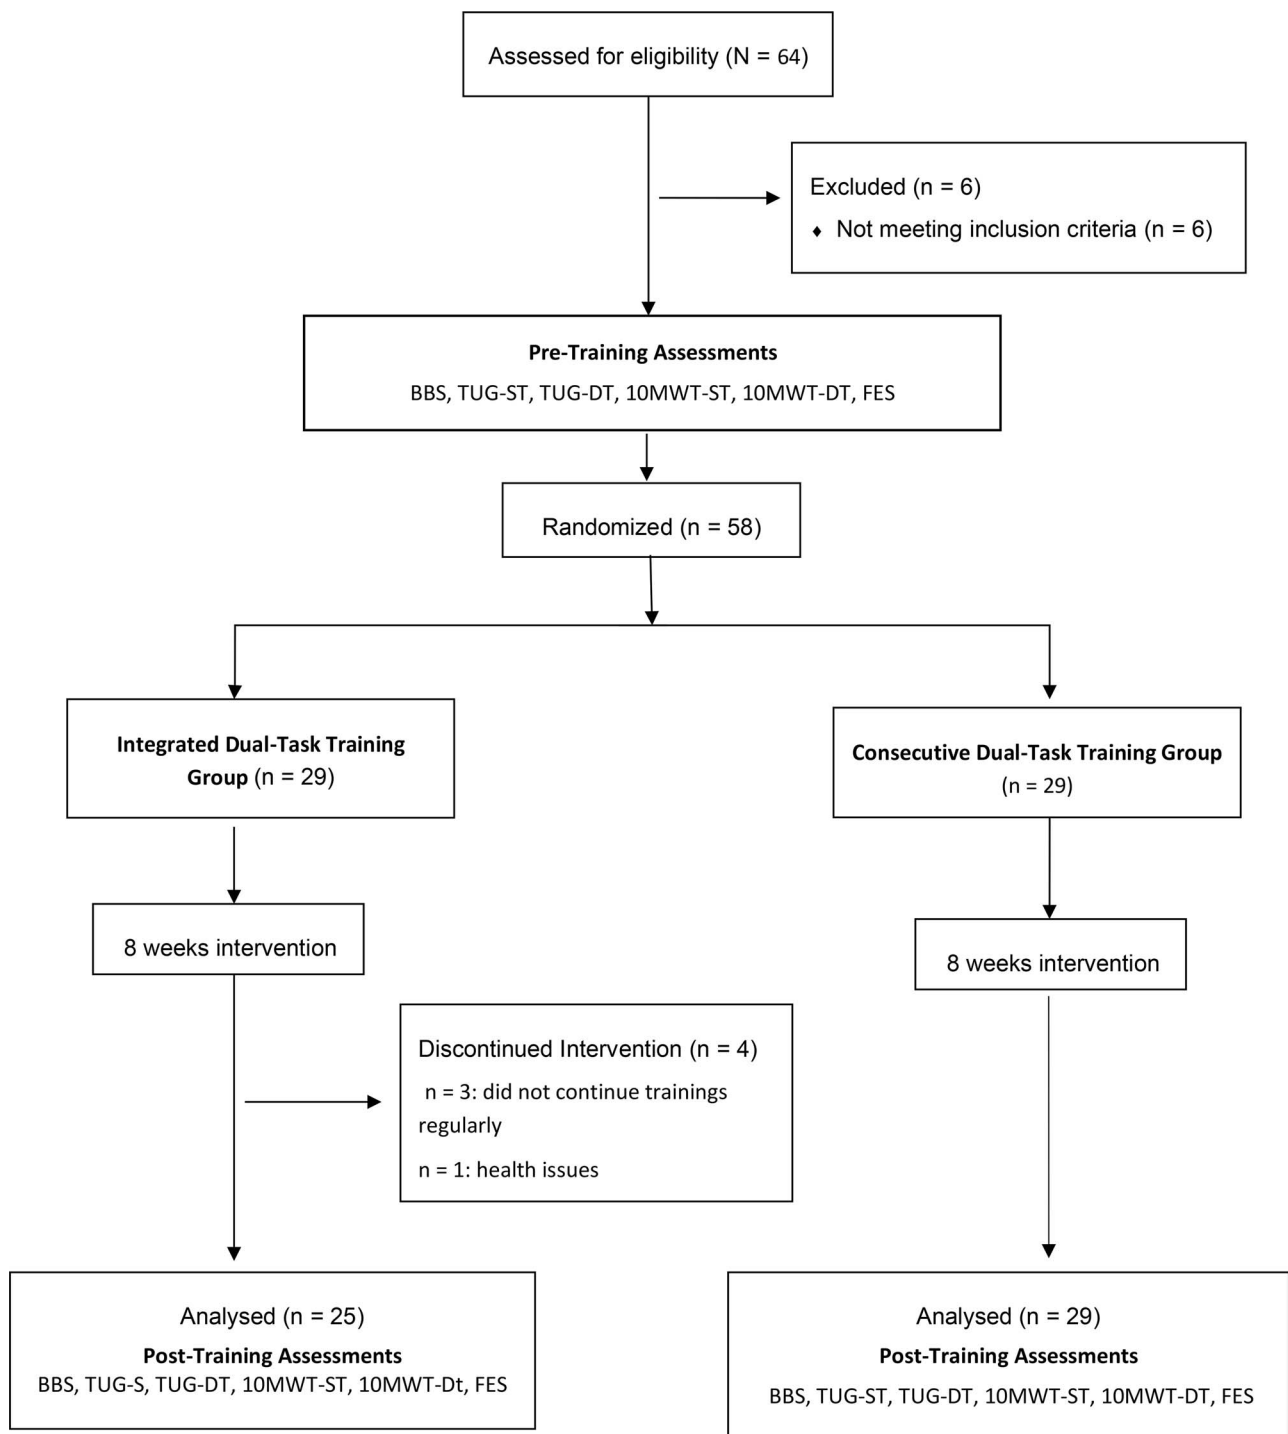 Assessed for eligibility (N = 64)
Excluded (n = 6)
♦ Not meeting inclusion criteria (n = 6)
Pre-Training Assessments
BBS, TUG-ST, TUG-DT, 10MWT-ST, 10MWT-DT, FES
Randomized (n = 58)
Integrated Dual-Task Training
Group (n = 29)
Consecutive Dual-Task Training Group
(n = 29)
8 weeks intervention
8 weeks intervention
Discontinued Intervention (n = 4)
n = 3: did not continue trainings
regularly
n = 1: health issues
Analysed (n = 25)
Post-Training Assessments
BBS, TUG-S, TUG-DT, 10MWT-ST, 10MWT-Dt, FES
Analysed (n = 29)
Post-Training Assessments
BBS, TUG-ST, TUG-DT, 10MWT-ST, 10MWT-DT, FES